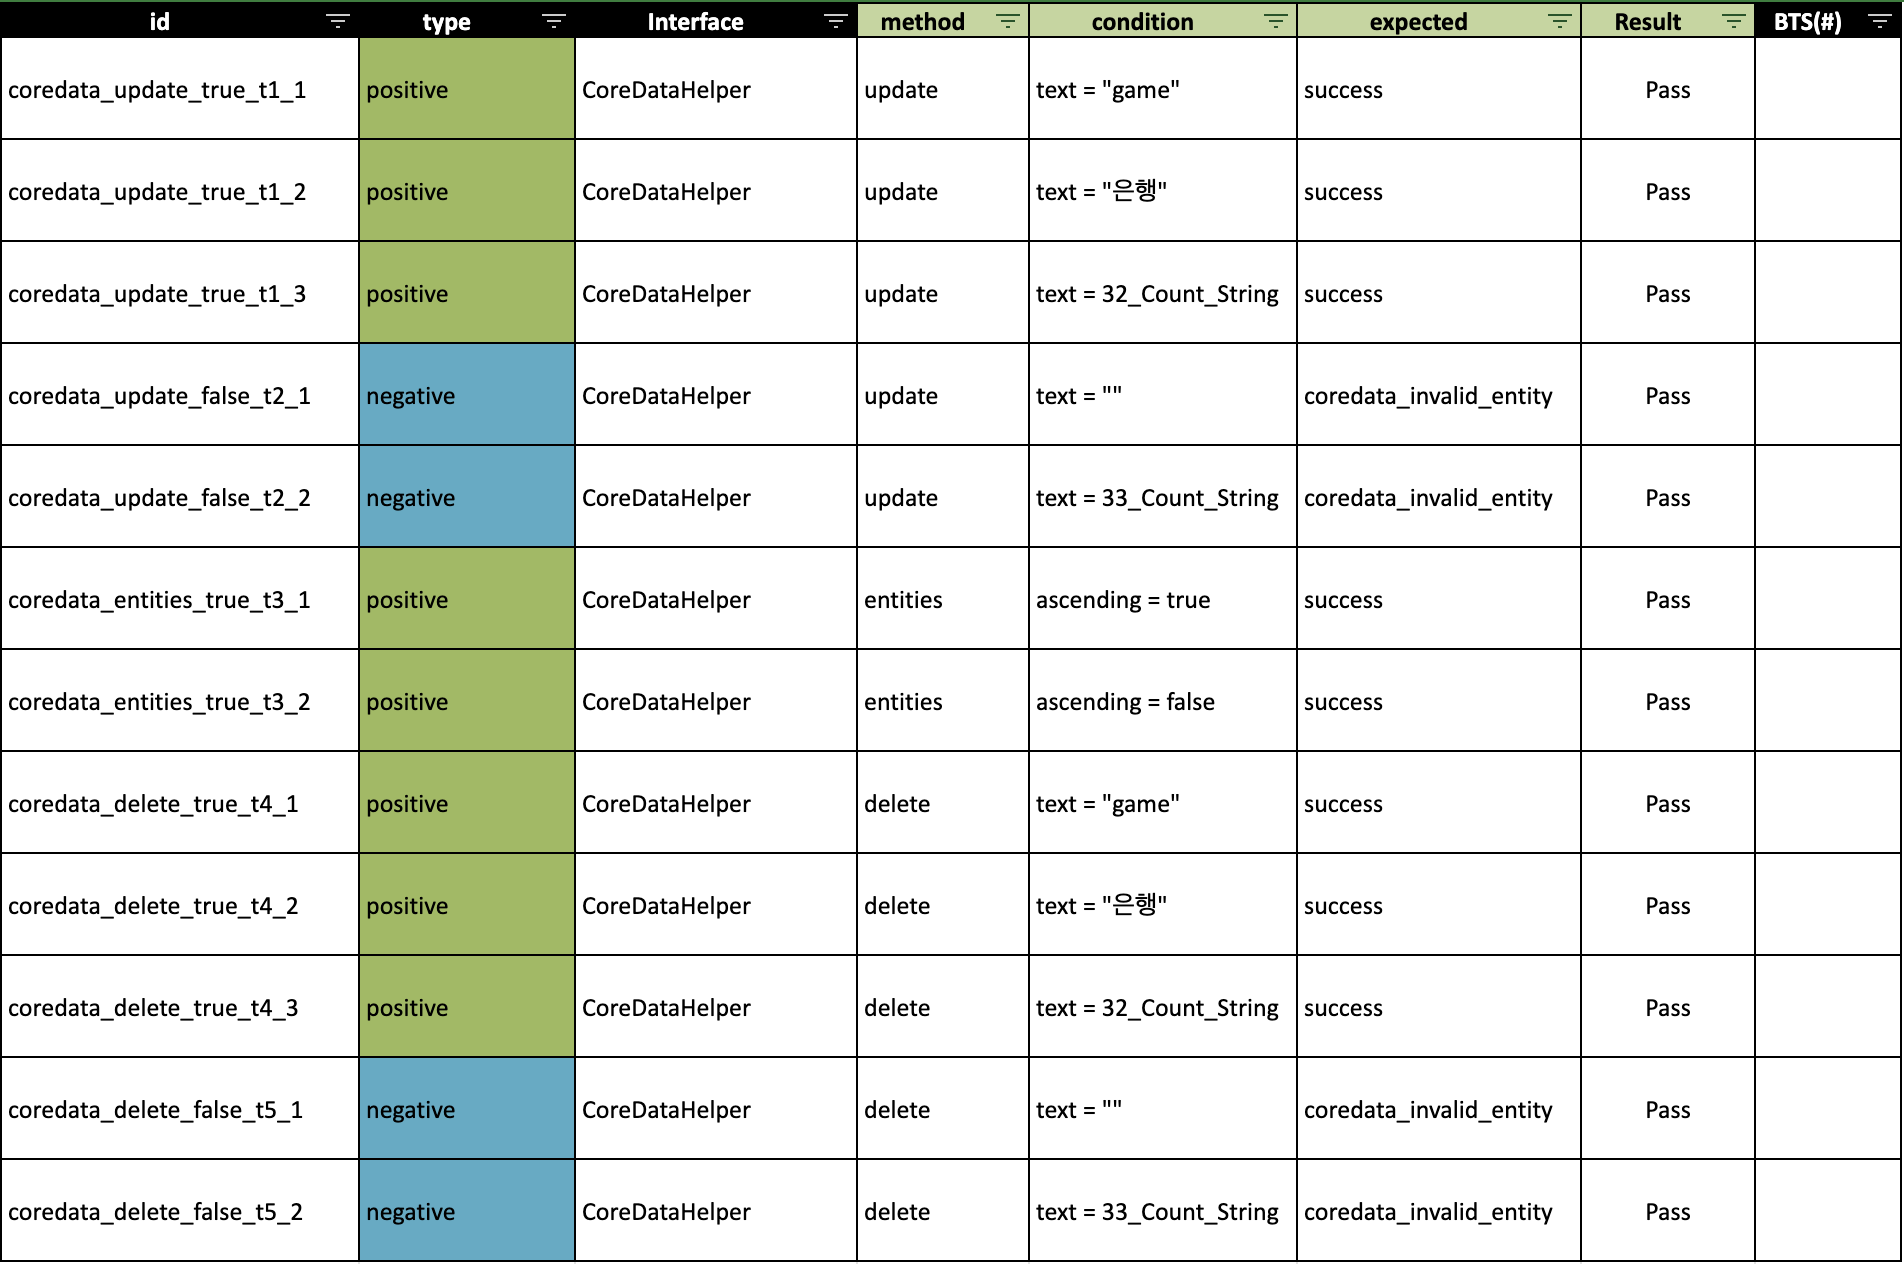 id type Interface method condition expected Result BTS(#)
coredata_update_true_t1_1 positive CoreDataHelper update text = "game" success Pass
coredata_update_true_t1_2 positive CoreDataHelper update text = "은행" success Pass
coredata_update_true_t1_3 positive CoreDataHelper update text = 32_Count_String success Pass
coredata_update_false_t2_1 negative CoreDataHelper update text = "" coredata_invalid_entity Pass
coredata_update_false_t2_2 negative CoreDataHelper update text = 33_Count_String coredata_invalid_entity Pass
coredata_entities_true_t3_1 positive CoreDataHelper entities ascending = true success Pass
coredata_entities_true_t3_2 positive CoreDataHelper entities ascending = false success Pass
coredata_delete_true_t4_1 positive CoreDataHelper delete text = "game" success Pass
coredata_delete_true_t4_2 positive CoreDataHelper delete text = "은행" success Pass
coredata_delete_true_t4_3 positive CoreDataHelper delete text = 32_Count_String success Pass
coredata_delete_false_t5_1 negative CoreDataHelper delete text = "" coredata_invalid_entity Pass
coredata_delete_false_t5_2 negative CoreDataHelper delete text = 33_Count_String coredata_invalid_entity Pass